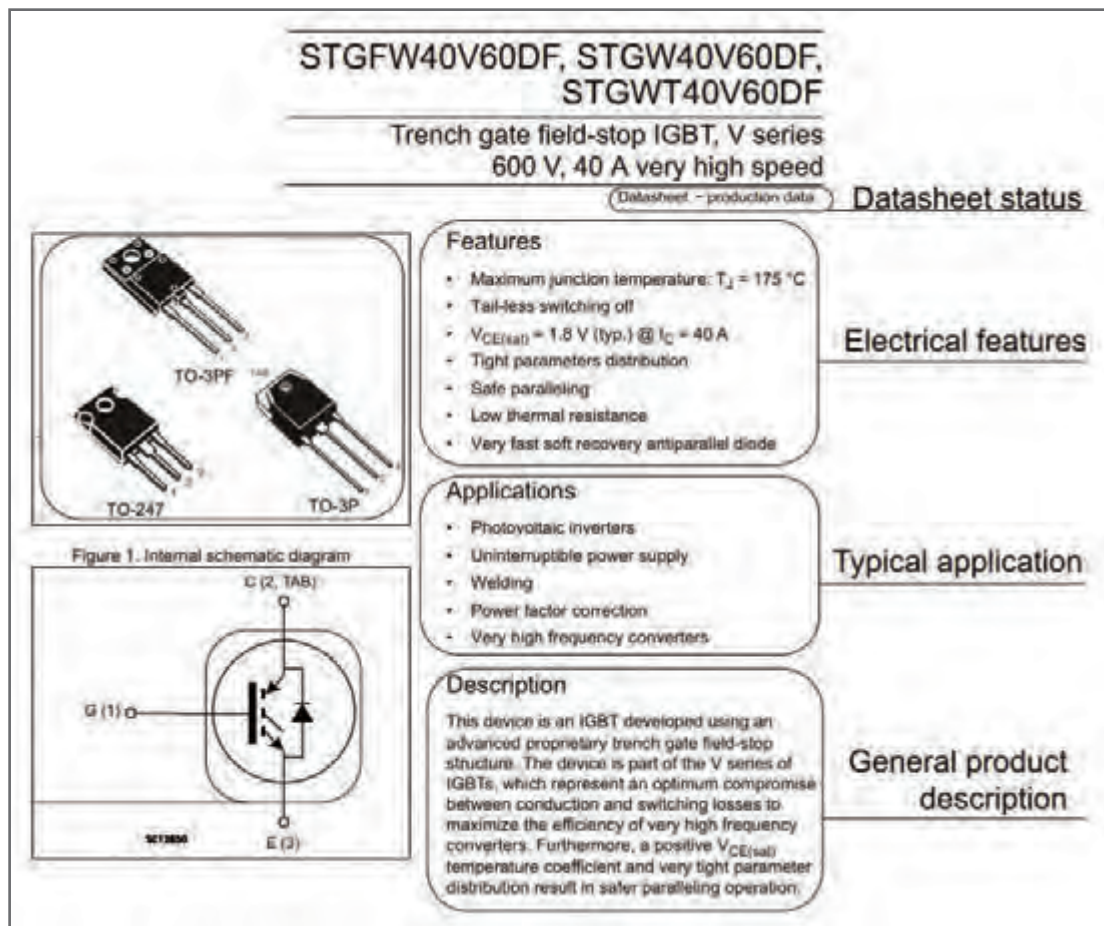 STGFW40V60DF, STGW40V60DF,
STGWT40V60DF
Trench gate field-stop IGBT, V series
600 V, 40 A very high speed
Datasheet - production data
Datasheet status
TO-3PF
TAB
TO-247
1 2 3
TO-3P
Features
- Maximum junction temperature: TJ = 175 °C
- Tail-less switching off
- VCE(sat) = 1.8 V (typ.) @ IC = 40 A
- Tight parameters distribution
- Safe paralleling
- Low thermal resistance
- Very fast soft recovery antiparallel diode
Electrical features
Applications
- Photovoltaic inverters
- Uninterruptible power supply
- Welding
- Power factor correction
- Very high frequency converters
Typical application
Figure 1. Internal schematic diagram
C (2, TAB)
G (1)
E (3)
Description
This device is an IGBT developed using an
advanced proprietary trench gate field-stop
structure. The device is part of the V series of
IGBTs, which represent an optimum compromise
between conduction and switching losses to
maximize the efficiency of very high frequency
converters. Furthermore, a positive VCE(sat)
temperature coefficient and very tight parameter
distribution result in safer paralleling operation.
General product
description